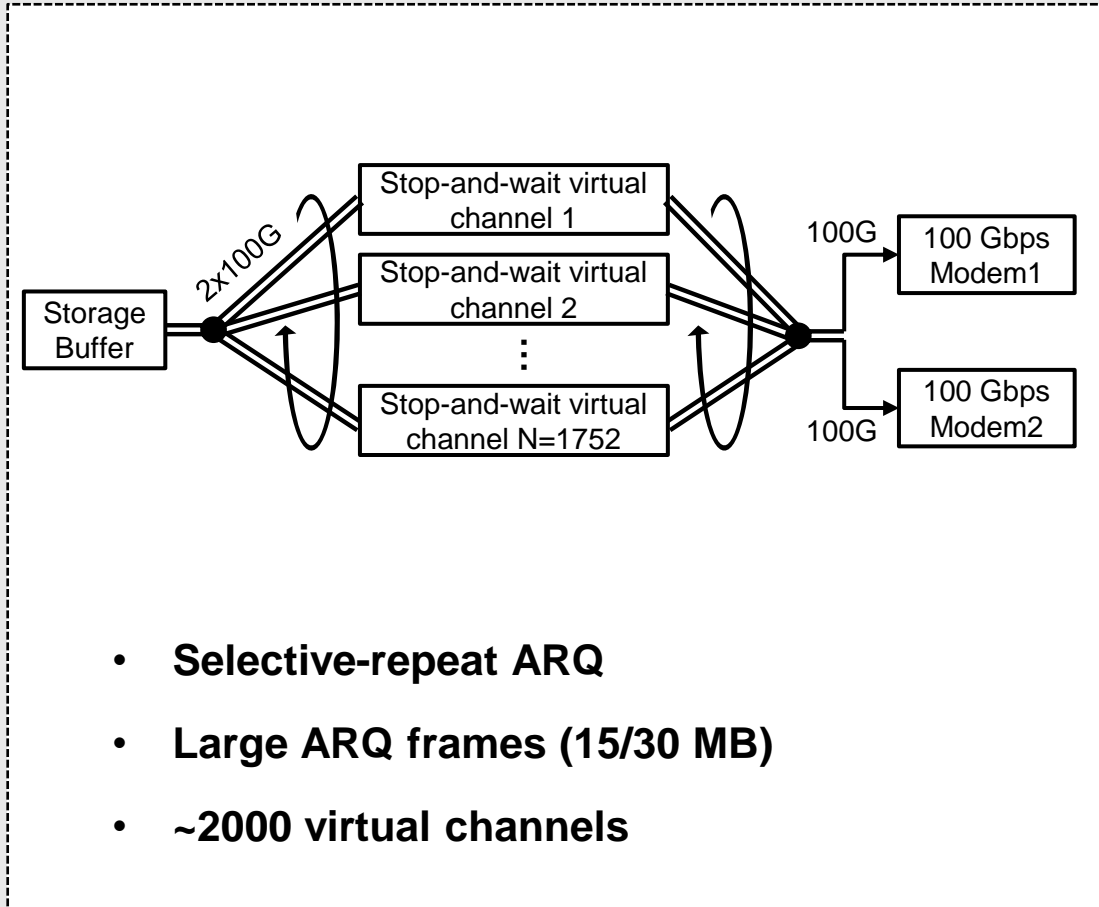 Stop-and-wait virtual
channel 1
2x100G
100G
100 Gbps
Modem1
Stop-and-wait virtual
channel 2
Storage
Buffer
⋮
Stop-and-wait virtual
channel N=1752
100G
100 Gbps
Modem2
• Selective-repeat ARQ
• Large ARQ frames (15/30 MB)
• ~2000 virtual channels